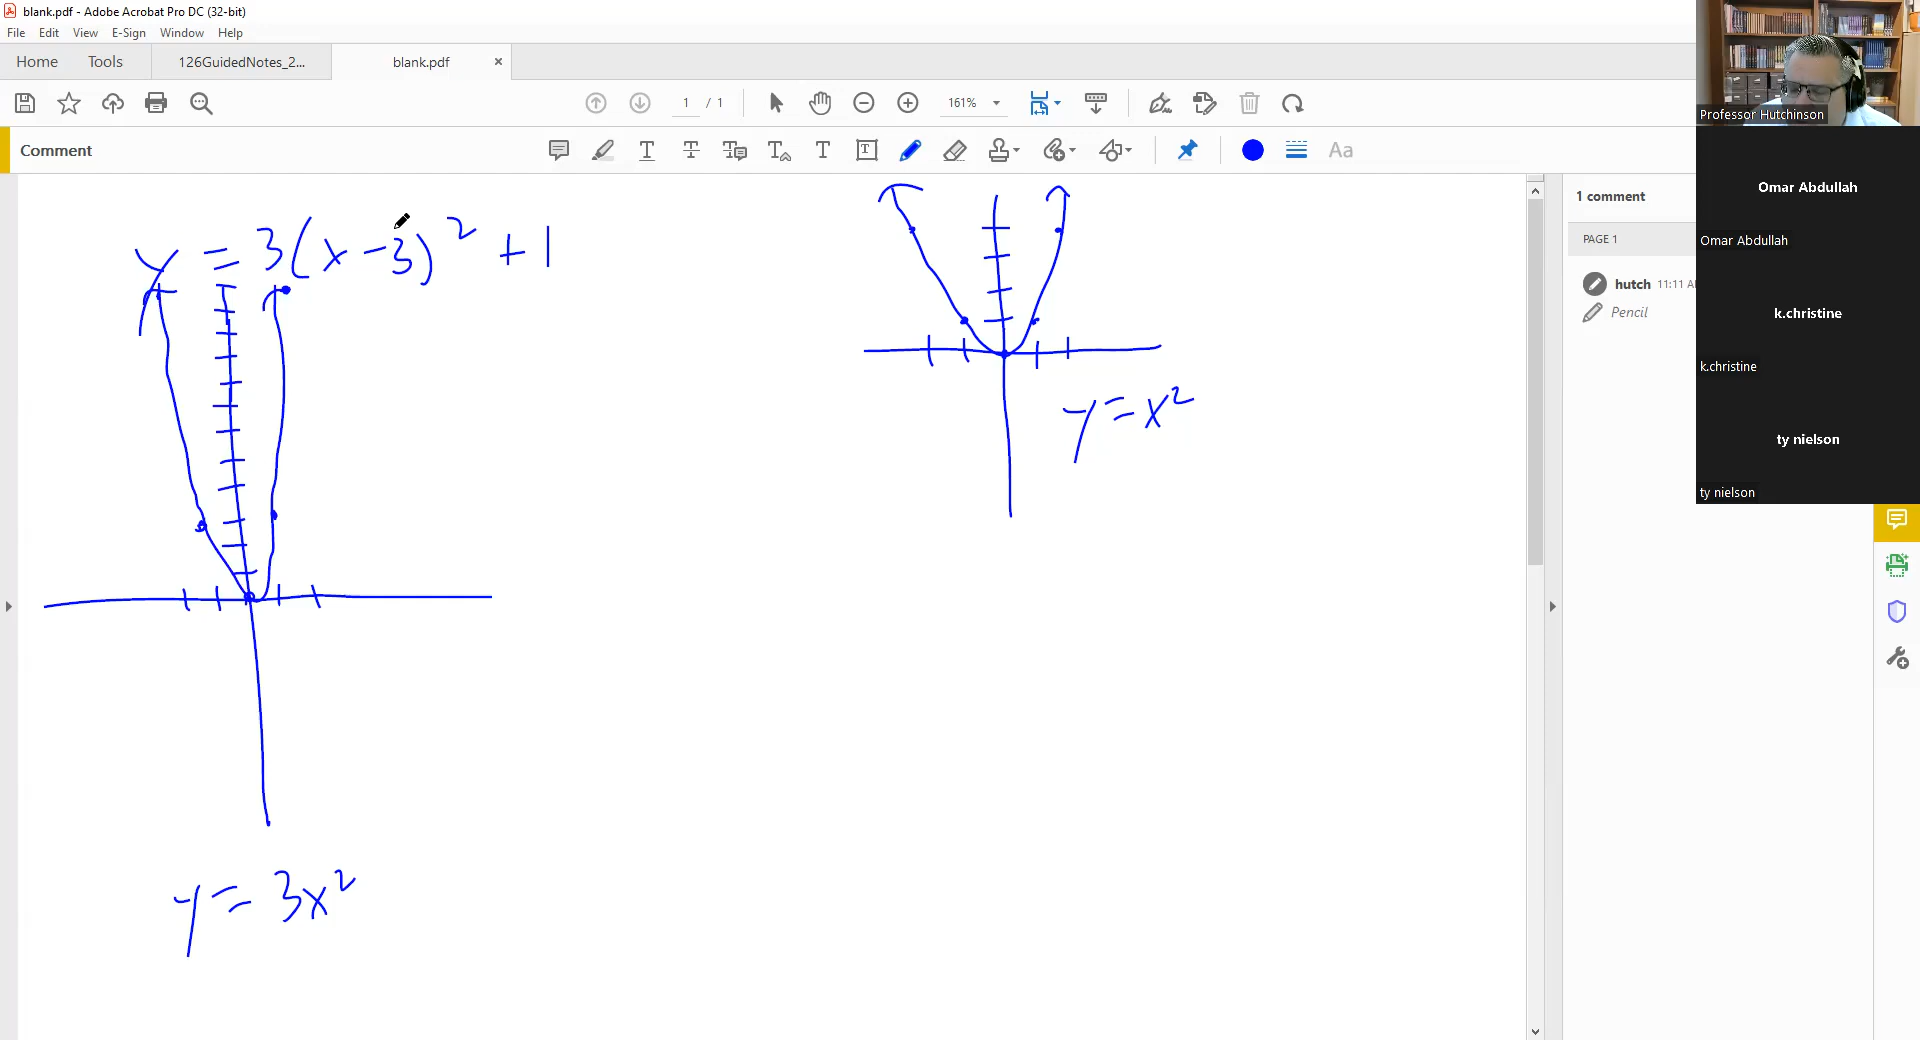 blank.pdf - Adobe Acrobat Pro DC (32-bit)
File Edit View E-Sign Window Help
Home Tools 126GuidedNotes_2... blank.pdf ×
1 / 1 161%
Comment
Aa
y = 3(x-3)² + 1
y = x²
y = 3x²
1 comment
PAGE 1
hutch 11:11 A
Pencil
Professor Hutchinson
Omar Abdullah
Omar Abdullah
k.christine
k.christine
ty nielson
ty nielson